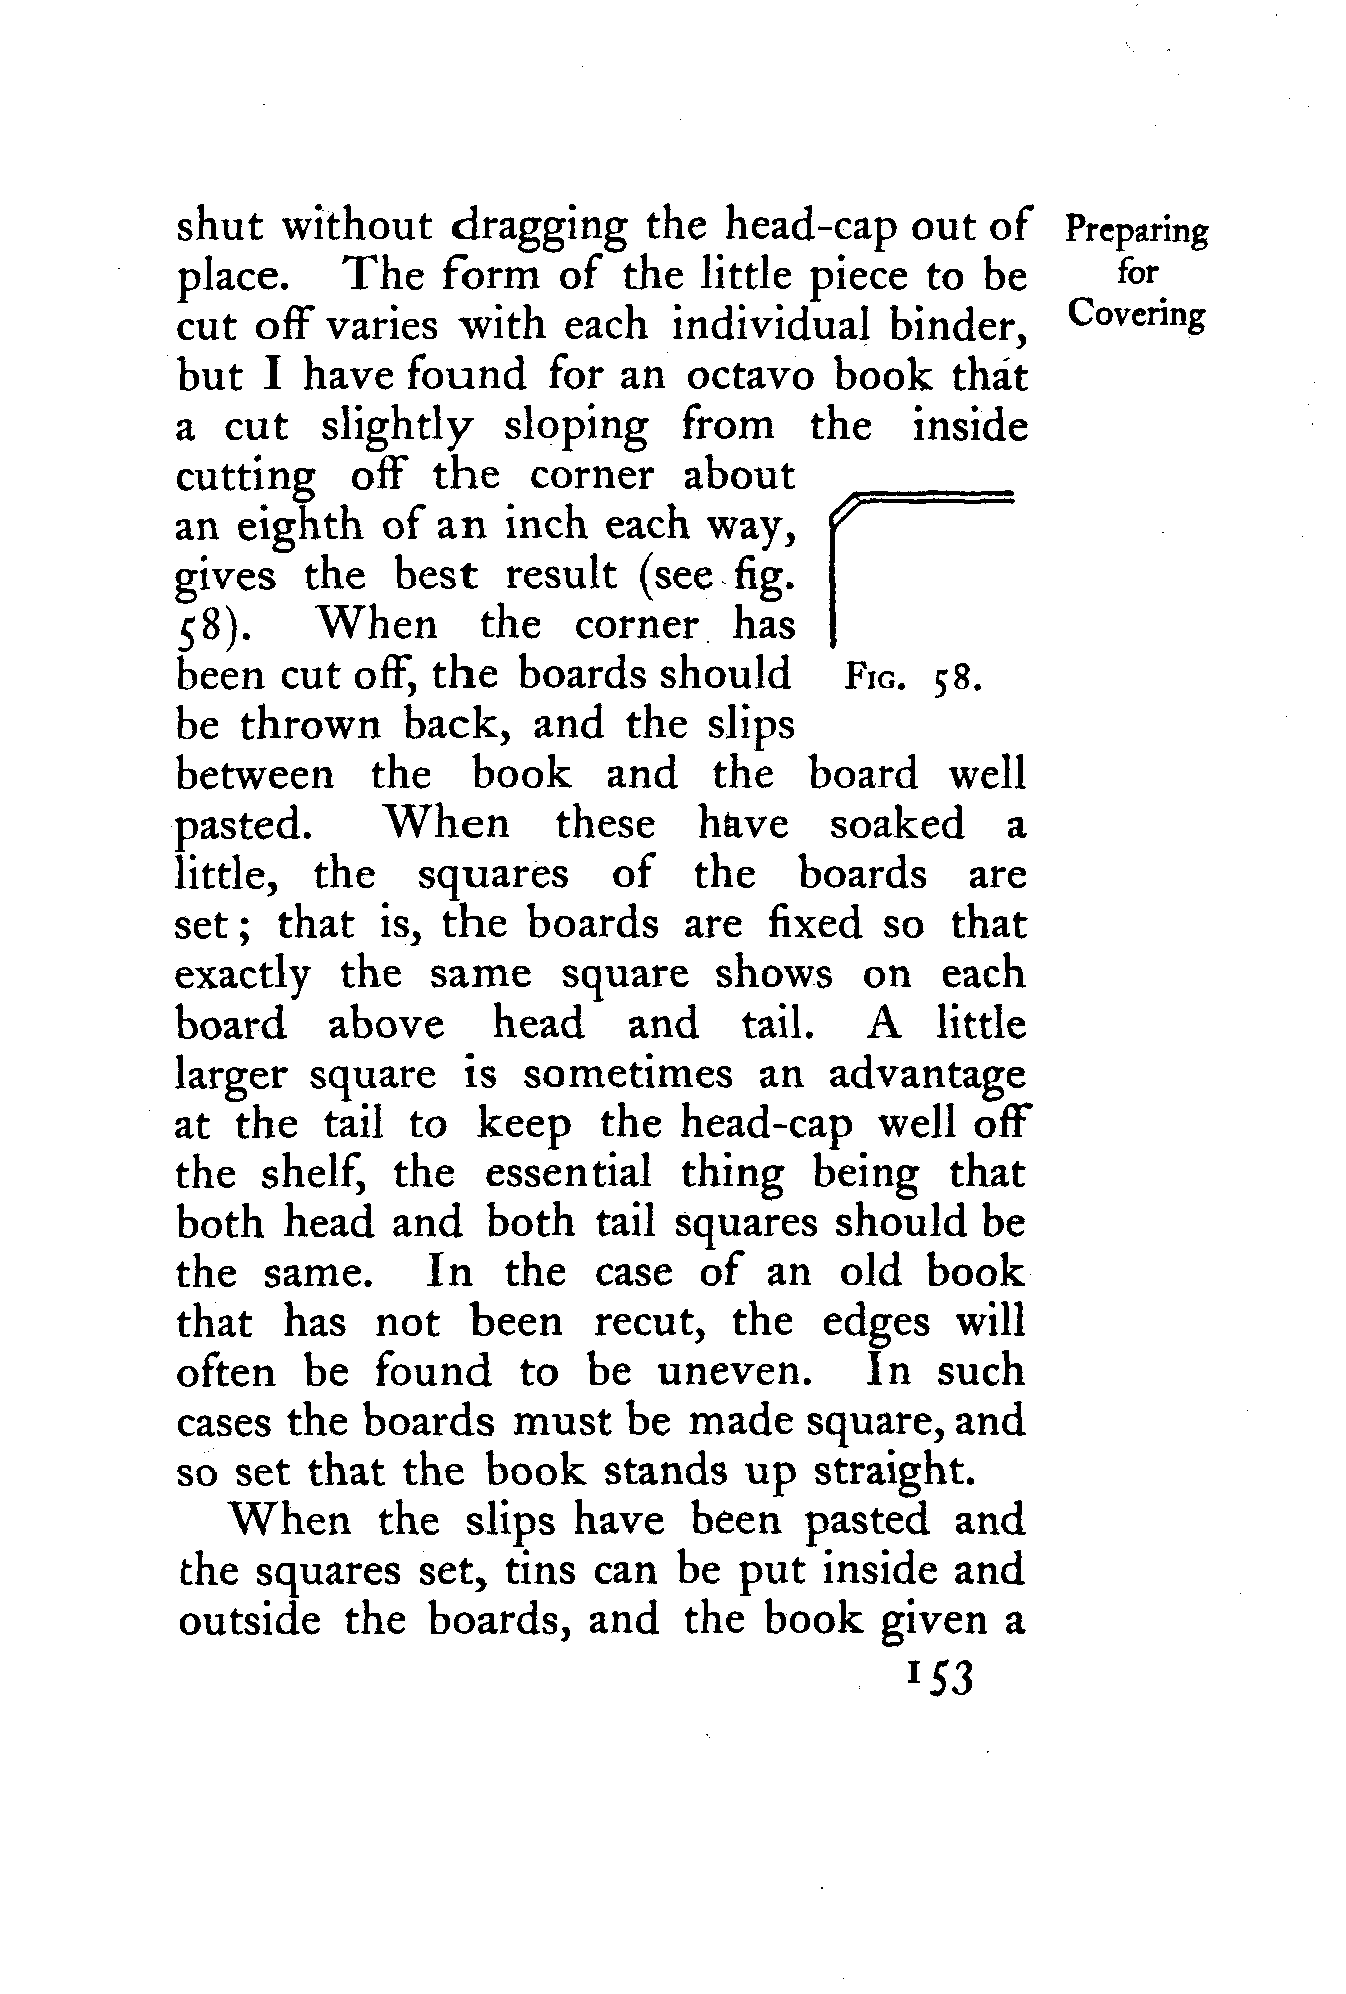 shut without dragging the head-cap out of
place. The form of the little piece to be
cut off varies with each individual binder,
but I have found for an octavo book that
a cut slightly sloping from the inside
cutting off the corner about
an eighth of an inch each way,
gives the best result (see fig.
58). When the corner has
been cut off, the boards should
be thrown back, and the slips
between the book and the board well
pasted. When these have soaked a
little, the squares of the boards are
set; that is, the boards are fixed so that
exactly the same square shows on each
board above head and tail. A little
larger square is sometimes an advantage
at the tail to keep the head-cap well off
the shelf, the essential thing being that
both head and both tail squares should be
the same. In the case of an old book
that has not been recut, the edges will
often be found to be uneven. In such
cases the boards must be made square, and
so set that the book stands up straight.
When the slips have been pasted and
the squares set, tins can be put inside and
outside the boards, and the book given a
153
Preparing
for
Covering
FIG. 58.